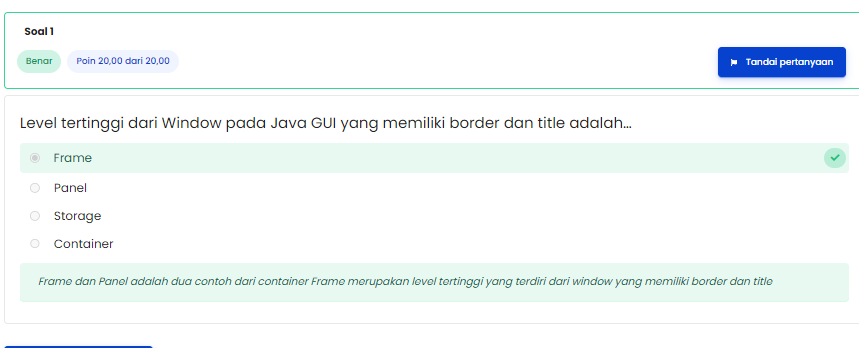 Soal 1
Benar
Poin 20,00 dari 20,00
Tandai pertanyaan
Level tertinggi dari Window pada Java GUI yang memiliki border dan title adalah...
Frame
Panel
Storage
Container
Frame dan Panel adalah dua contoh dari container Frame merupakan level tertinggi yang terdiri dari window yang memiliki border dan title